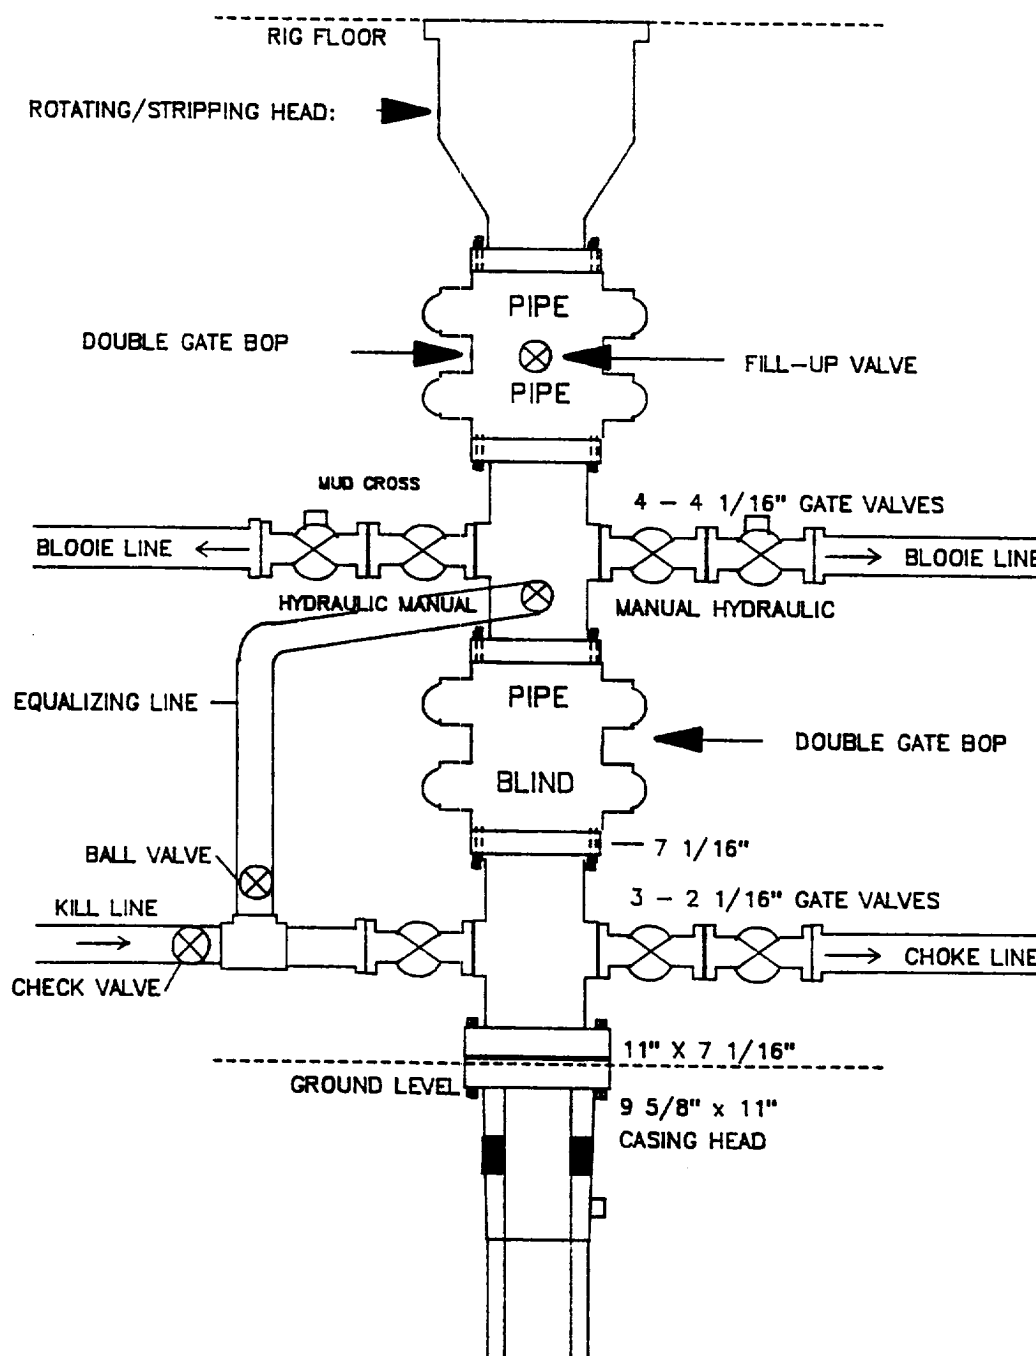 RIG FLOOR
ROTATING/STRIPPING HEAD:
PIPE
DOUBLE GATE BOP
FILL-UP VALVE
PIPE
MUD CROSS
4 - 4 1/16" GATE VALVES
BLOOIE LINE
BLOOIE LINE
HYDRAULIC MANUAL
MANUAL HYDRAULIC
EQUALIZING LINE
PIPE
DOUBLE GATE BOP
BLIND
7 1/16"
BALL VALVE
KILL LINE
3 - 2 1/16" GATE VALVES
CHOKE LINE
CHECK VALVE
11" X 7 1/16"
GROUND LEVEL
9 5/8" x 11"
CASING HEAD